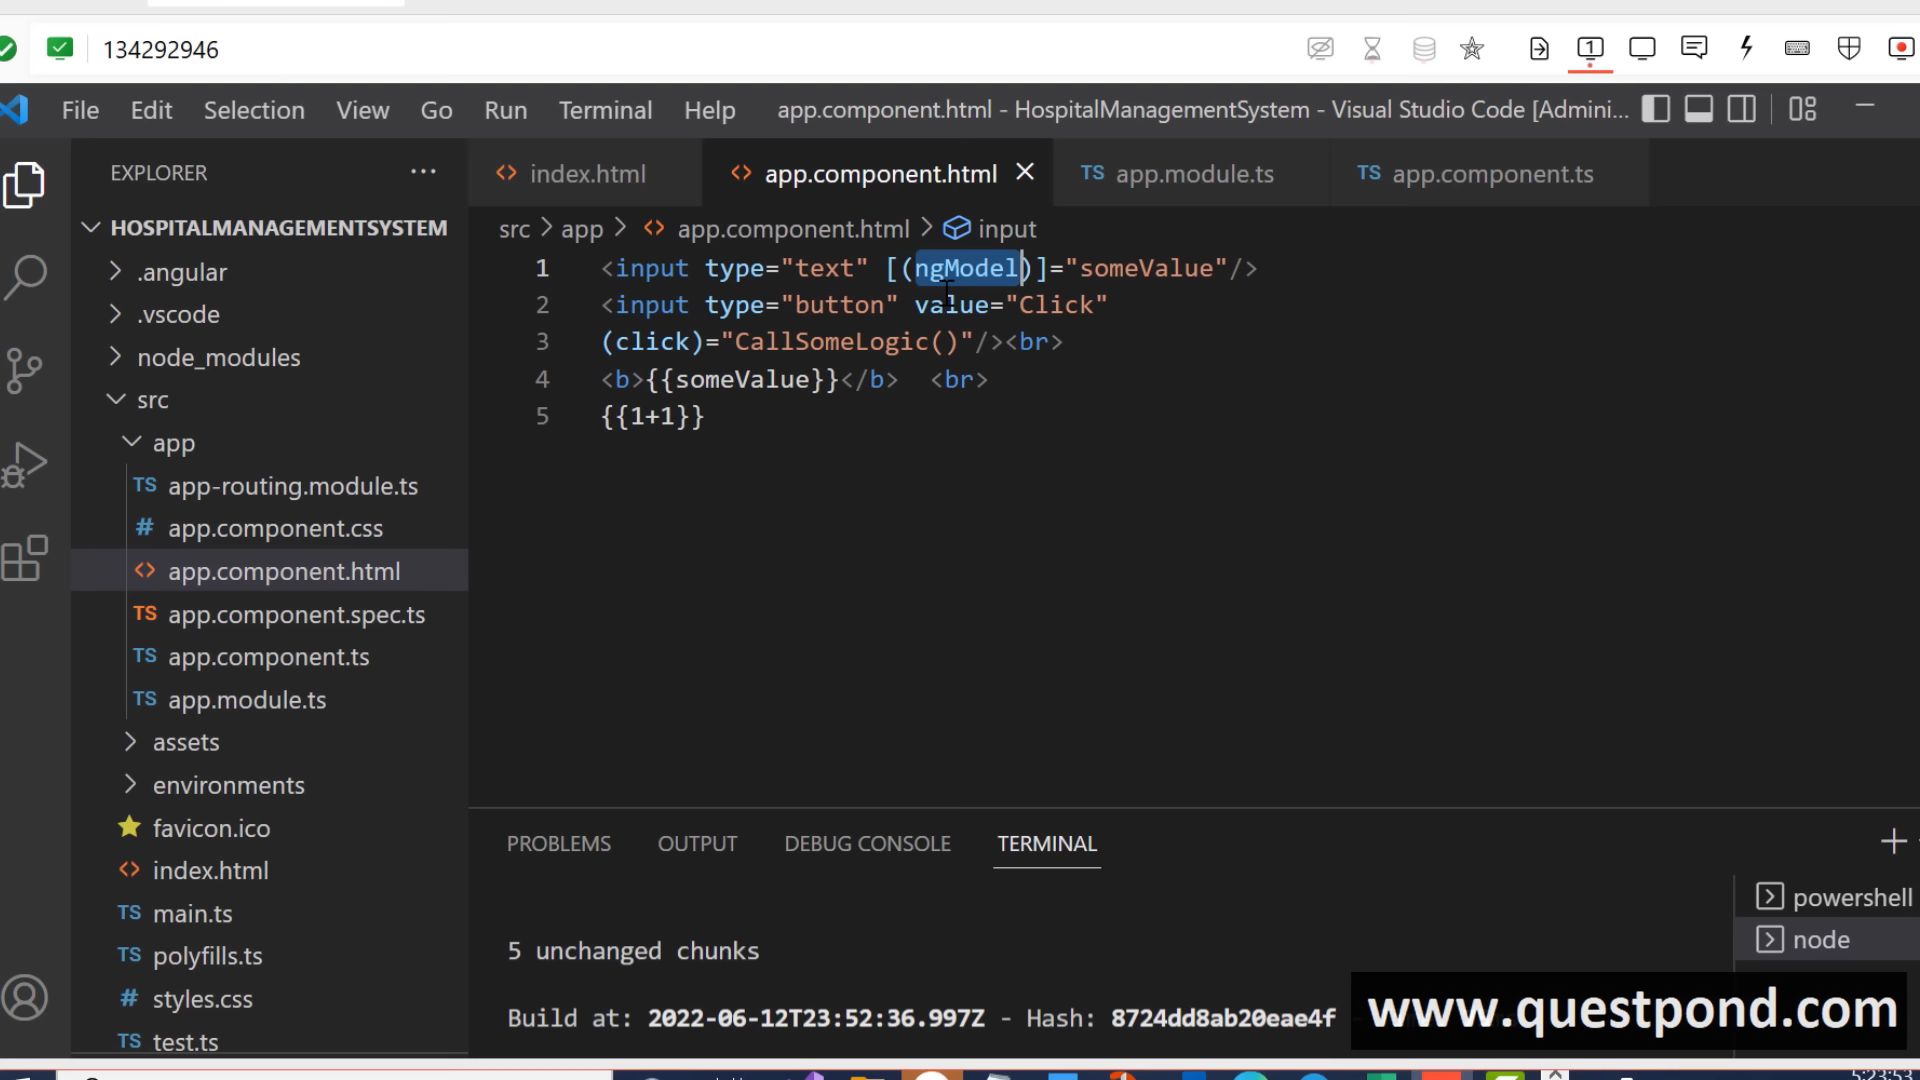 134292946
File Edit Selection View Go Run Terminal Help app.component.html - HospitalManagementSystem - Visual Studio Code [Admini...
EXPLORER ...
index.html app.component.html TS app.module.ts TS app.component.ts
HOSPITALMANAGEMENTSYSTEM
src > app > app.component.html > input
.angular
.vscode
node_modules
src
app
TS app-routing.module.ts
# app.component.css
app.component.html
TS app.component.spec.ts
TS app.component.ts
TS app.module.ts
assets
environments
favicon.ico
index.html
TS main.ts
TS polyfills.ts
# styles.css
TS test.ts
1 <input type="text" [(ngModel)]="someValue"/>
2 <input type="button" value="Click"
3 (click)="CallSomeLogic()"/><br>
4 <b>{{someValue}}</b> <br>
5 {{1+1}}
PROBLEMS OUTPUT DEBUG CONSOLE TERMINAL
powershell
node
5 unchanged chunks
Build at: 2022-06-12T23:52:36.997Z - Hash: 8724dd8ab20eae4f
www.questpond.com
5:23:53